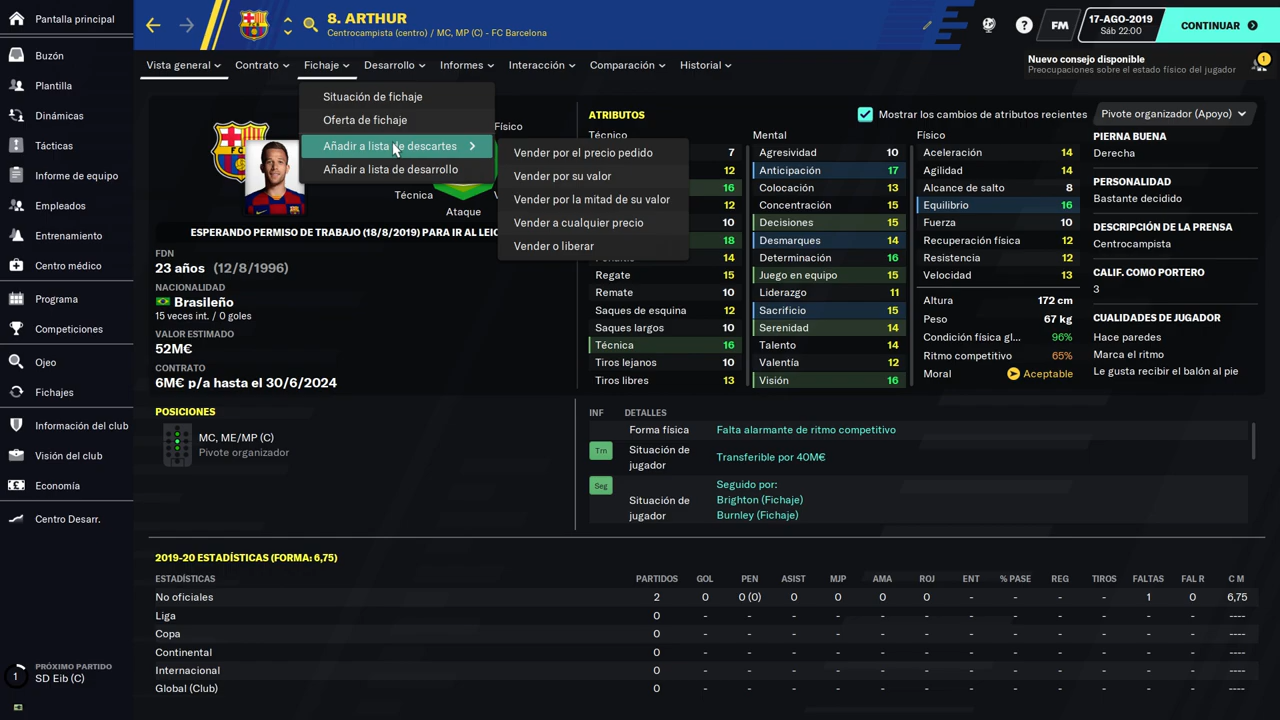 Pantalla principal
8. ARTHUR
Centrocampista (centro) / MC, MP (C) - FC Barcelona
?
FM
17-AGO-2019
Sáb 22:00
CONTINUAR
Buzón
Plantilla
Dinámicas
Tácticas
Informe de equipo
Empleados
Entrenamiento
Centro médico
Programa
Competiciones
Ojeo
Fichajes
Información del club
Visión del club
Economía
Centro Desarr.
1
PRÓXIMO PARTIDO
SD Eib (C)
Vista general
Contrato
Fichaje
Desarrollo
Informes
Interacción
Comparación
Historial
Nuevo consejo disponible
Preocupaciones sobre el estado físico del jugador
1
Situación de fichaje
Oferta de fichaje
Añadir a lista de descartes
Añadir a lista de desarrollo
Vender por el precio pedido
Vender por su valor
Vender por la mitad de su valor
Vender a cualquier precio
Vender o liberar
Físico
Técnica
Ataque
ESPERANDO PERMISO DE TRABAJO (18/8/2019) PARA IR AL LEIC
FDN
23 años (12/8/1996)
NACIONALIDAD
Brasileño
15 veces int. / 0 goles
VALOR ESTIMADO
52M€
CONTRATO
6M€ p/a hasta el 30/6/2024
ATRIBUTOS
Mostrar los cambios de atributos recientes
Pivote organizador (Apoyo)
Técnico
7
12
16
12
10
18
14
Regate 15
Remate 10
Saques de esquina 12
Saques largos 10
Técnica 16
Tiros lejanos 10
Tiros libres 13
Mental
Agresividad 10
Anticipación 17
Colocación 13
Concentración 15
Decisiones 15
Desmarques 14
Determinación 16
Juego en equipo 15
Liderazgo 11
Sacrificio 15
Serenidad 14
Talento 14
Valentía 12
Visión 16
Físico
Aceleración 14
Agilidad 14
Alcance de salto 8
Equilibrio 16
Fuerza 10
Recuperación física 12
Resistencia 12
Velocidad 13
Altura 172 cm
Peso 67 kg
Condición física gl... 96%
Ritmo competitivo 65%
Moral Aceptable
PIERNA BUENA
Derecha
PERSONALIDAD
Bastante decidido
DESCRIPCIÓN DE LA PRENSA
Centrocampista
CALIF. COMO PORTERO
3
CUALIDADES DE JUGADOR
Hace paredes
Marca el ritmo
Le gusta recibir el balón al pie
POSICIONES
MC, ME/MP (C)
Pivote organizador
INF DETALLES
Forma física Falta alarmante de ritmo competitivo
Tm Situación de jugador Transferible por 40M€
Seg Situación de jugador Seguido por:
Brighton (Fichaje)
Burnley (Fichaje)
2019-20 ESTADÍSTICAS (FORMA: 6,75)
ESTADÍSTICAS PARTIDOS GOL PEN ASIST MJP AMA ROJ ENT % PASE REG TIROS FALTAS FAL R C M
No oficiales 2 0 0 (0) 0 0 0 0 - - - - 1 0 6,75
Liga 0 - - - - - - - - - - - - ----
Copa 0 - - - - - - - - - - - - ----
Continental 0 - - - - - - - - - - - - ----
Internacional 0 - - - - - - - - - - - - ----
Global (Club) 0 - - - - - - - - - - - - ----